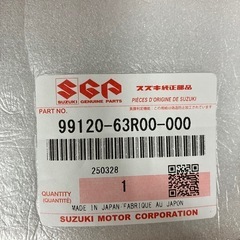 SGP
SUZUKI GENUINE PARTS
スズキ純正部品
PIÈCES D'ORIGINE DE SUZUKI
PART NO.
99120-63R00-000
250328
QUANTITY
(QUANTITÉ)
1
MADE IN JAPAN FABRIQUÉ AU JAPON
SUZUKI MOTOR CORPORATION